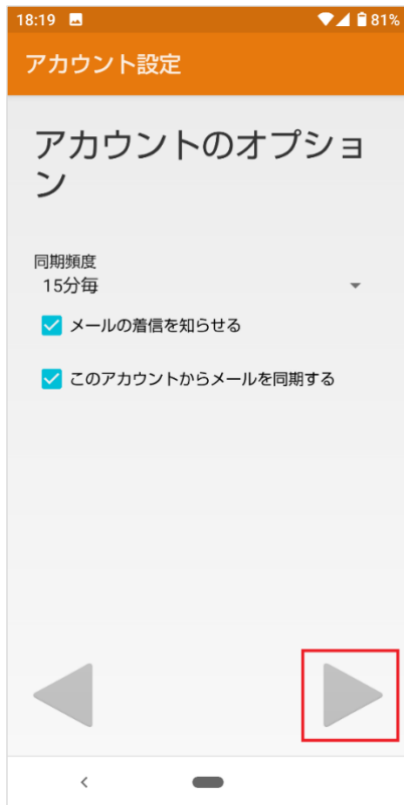 18:19 81%
アカウント設定
アカウントのオプショ
ン
同期頻度
15分毎
メールの着信を知らせる
このアカウントからメールを同期する